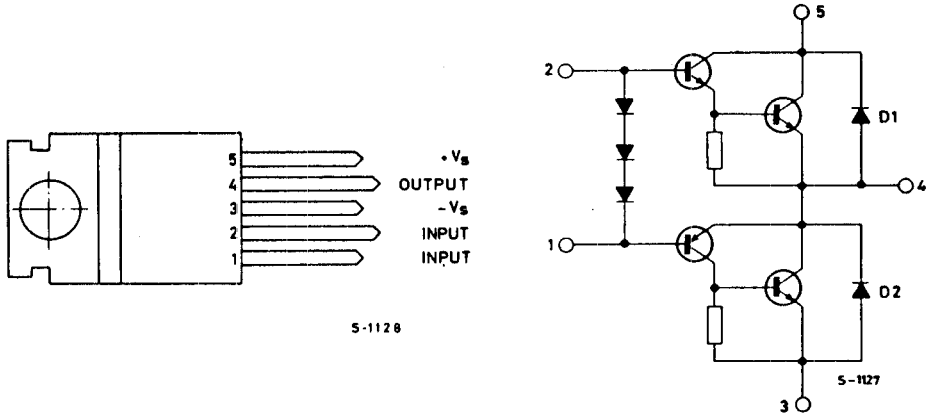 5 +Vs
4 OUTPUT
3 -Vs
2 INPUT
1 INPUT
S-1128
5
2
D1
4
1
D2
S-1127
3